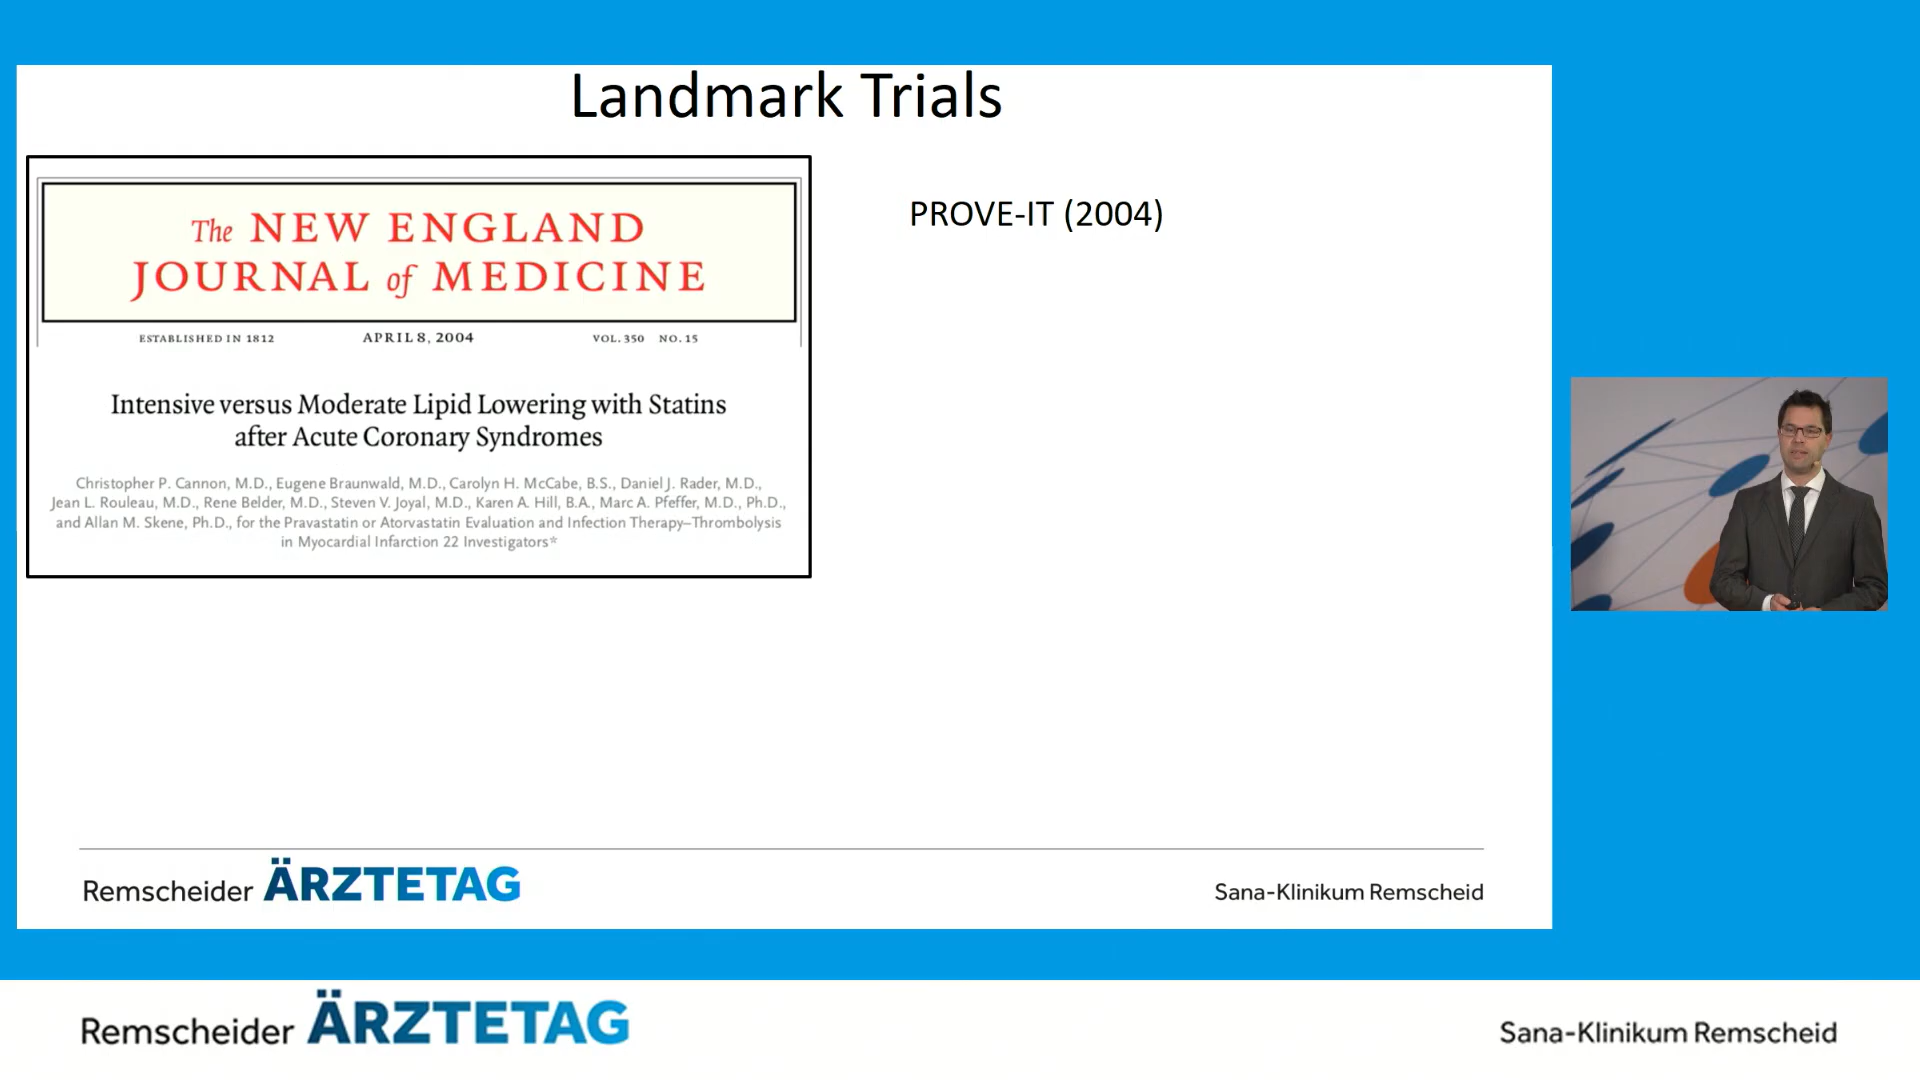 Landmark Trials
The NEW ENGLAND
JOURNAL of MEDICINE
ESTABLISHED IN 1812 APRIL 8, 2004 VOL. 350 NO. 15
Intensive versus Moderate Lipid Lowering with Statins
after Acute Coronary Syndromes
Christopher P. Cannon, M.D., Eugene Braunwald, M.D., Carolyn H. McCabe, B.S., Daniel J. Rader, M.D.,
Jean L. Rouleau, M.D., Rene Belder, M.D., Steven V. Joyal, M.D., Karen A. Hill, B.A., Marc A. Pfeffer, M.D., Ph.D.,
and Allan M. Skene, Ph.D., for the Pravastatin or Atorvastatin Evaluation and Infection Therapy–Thrombolysis
in Myocardial Infarction 22 Investigators*
PROVE-IT (2004)
Remscheider ÄRZTETAG
Sana-Klinikum Remscheid
Remscheider ÄRZTETAG
Sana-Klinikum Remscheid